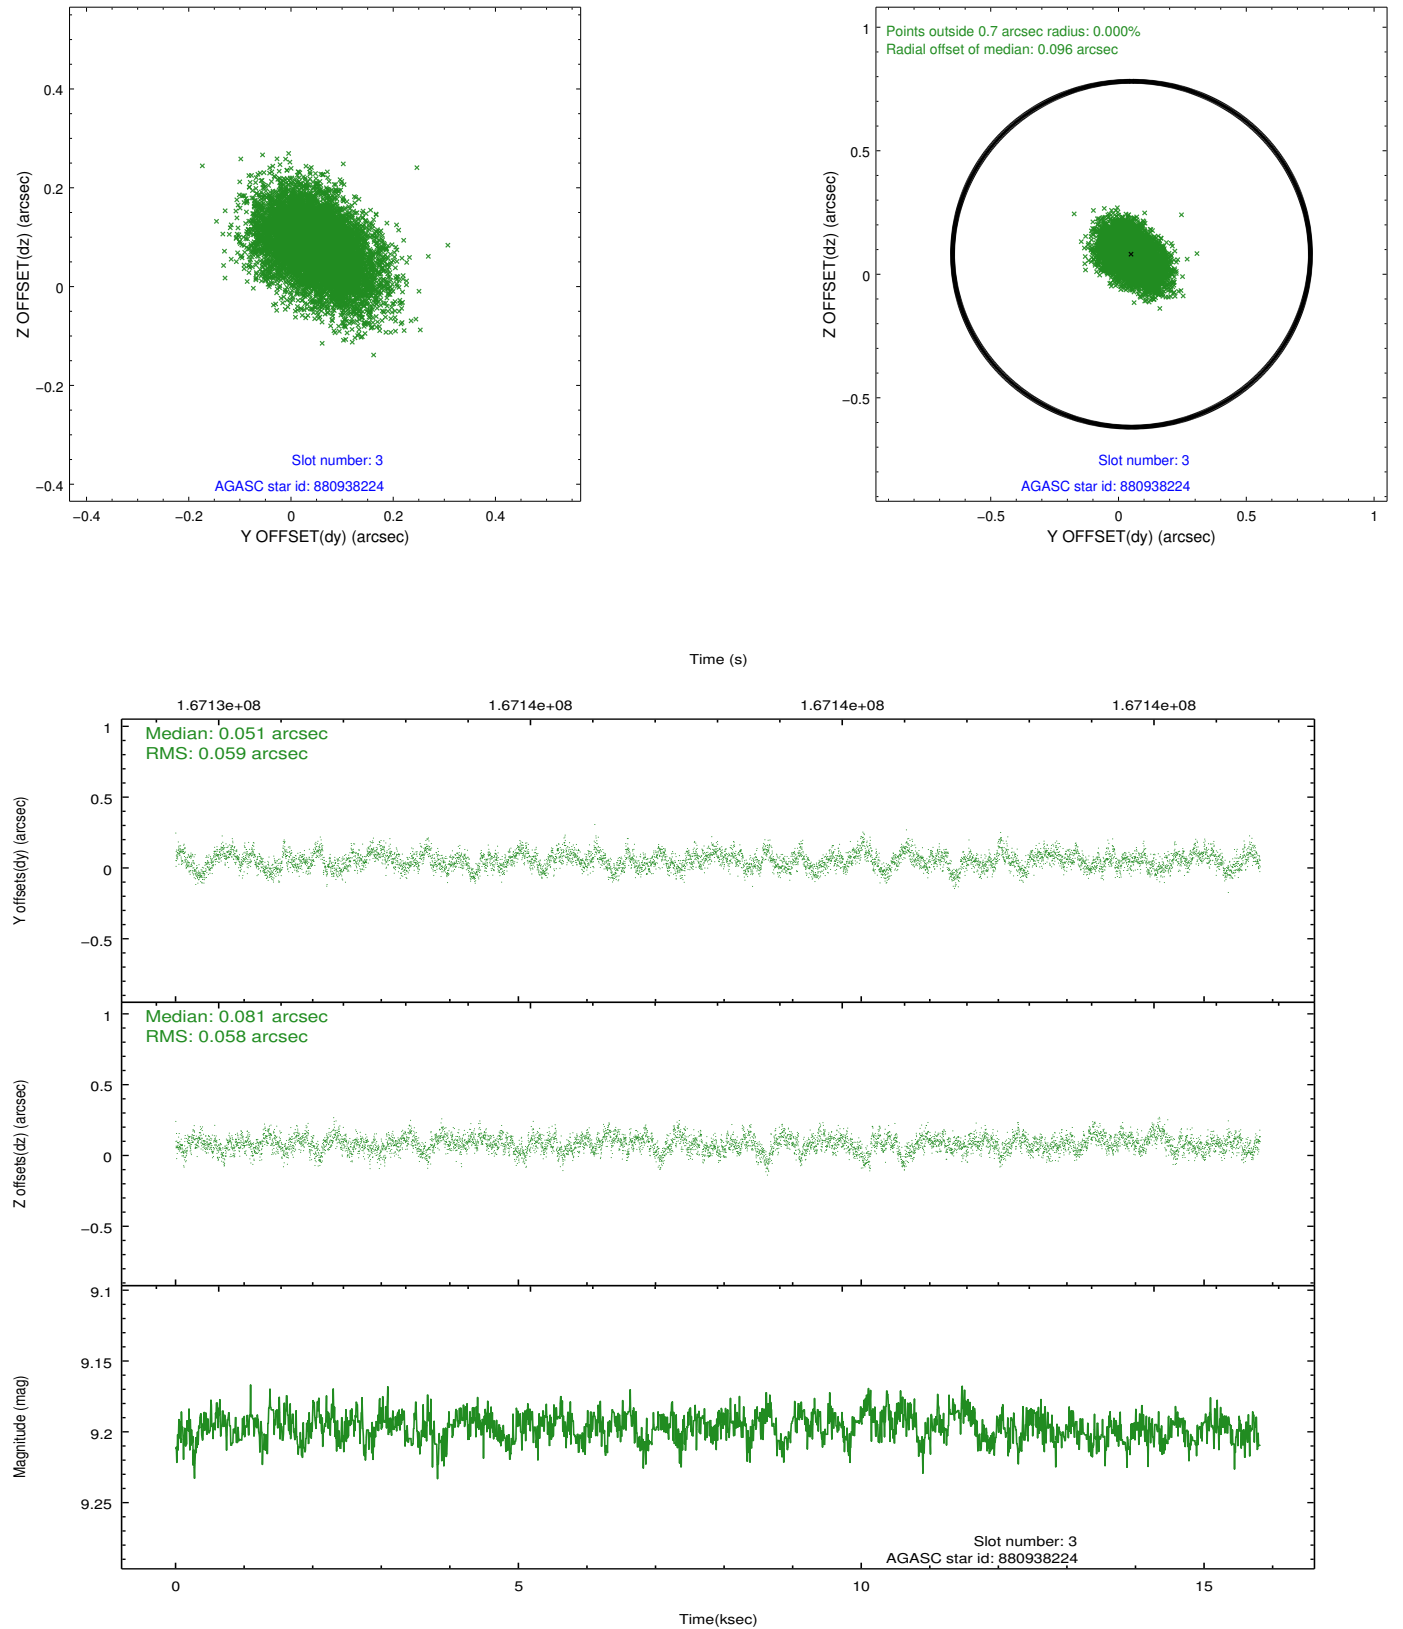 0.4
0.2
0
−0.2
−0.4
Z OFFSET(dz) (arcsec)
Slot number: 3
AGASC star id: 880938224
−0.4 −0.2 0 0.2 0.4
Y OFFSET(dy) (arcsec)
Points outside 0.7 arcsec radius: 0.000%
Radial offset of median: 0.096 arcsec
1
0.5
0
−0.5
Z OFFSET(dz) (arcsec)
Slot number: 3
AGASC star id: 880938224
−0.5 0 0.5 1
Y OFFSET(dy) (arcsec)
Time (s)
1.6713e+08 1.6714e+08 1.6714e+08 1.6714e+08
Median: 0.051 arcsec
RMS: 0.059 arcsec
1
0.5
0
−0.5
Y offsets(dy) (arcsec)
Median: 0.081 arcsec
RMS: 0.058 arcsec
1
0.5
0
−0.5
Z offsets(dz) (arcsec)
9.1
9.15
9.2
9.25
Magnitude (mag)
Slot number: 3
AGASC star id: 880938224
0 5 10 15
Time(ksec)